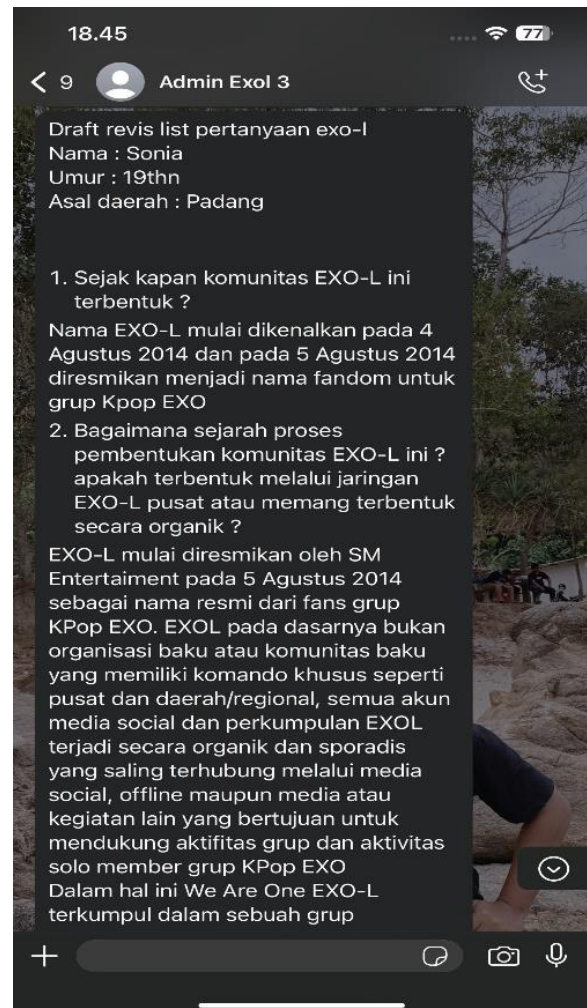 18.45
77
9 Admin Exol 3
Draft revis list pertanyaan exo-l
Nama : Sonia
Umur : 19thn
Asal daerah : Padang
1. Sejak kapan komunitas EXO-L ini
terbentuk ?
Nama EXO-L mulai dikenalkan pada 4
Agustus 2014 dan pada 5 Agustus 2014
diresmikan menjadi nama fandom untuk
grup Kpop EXO
2. Bagaimana sejarah proses
pembentukan komunitas EXO-L ini ?
apakah terbentuk melalui jaringan
EXO-L pusat atau memang terbentuk
secara organik ?
EXO-L mulai diresmikan oleh SM
Entertaiment pada 5 Agustus 2014
sebagai nama resmi dari fans grup
KPop EXO. EXOL pada dasarnya bukan
organisasi baku atau komunitas baku
yang memiliki komando khusus seperti
pusat dan daerah/regional, semua akun
media social dan perkumpulan EXOL
terjadi secara organik dan sporadis
yang saling terhubung melalui media
social, offline maupun media atau
kegiatan lain yang bertujuan untuk
mendukung aktifitas grup dan aktivitas
solo member grup KPop EXO
Dalam hal ini We Are One EXO-L
terkumpul dalam sebuah grup